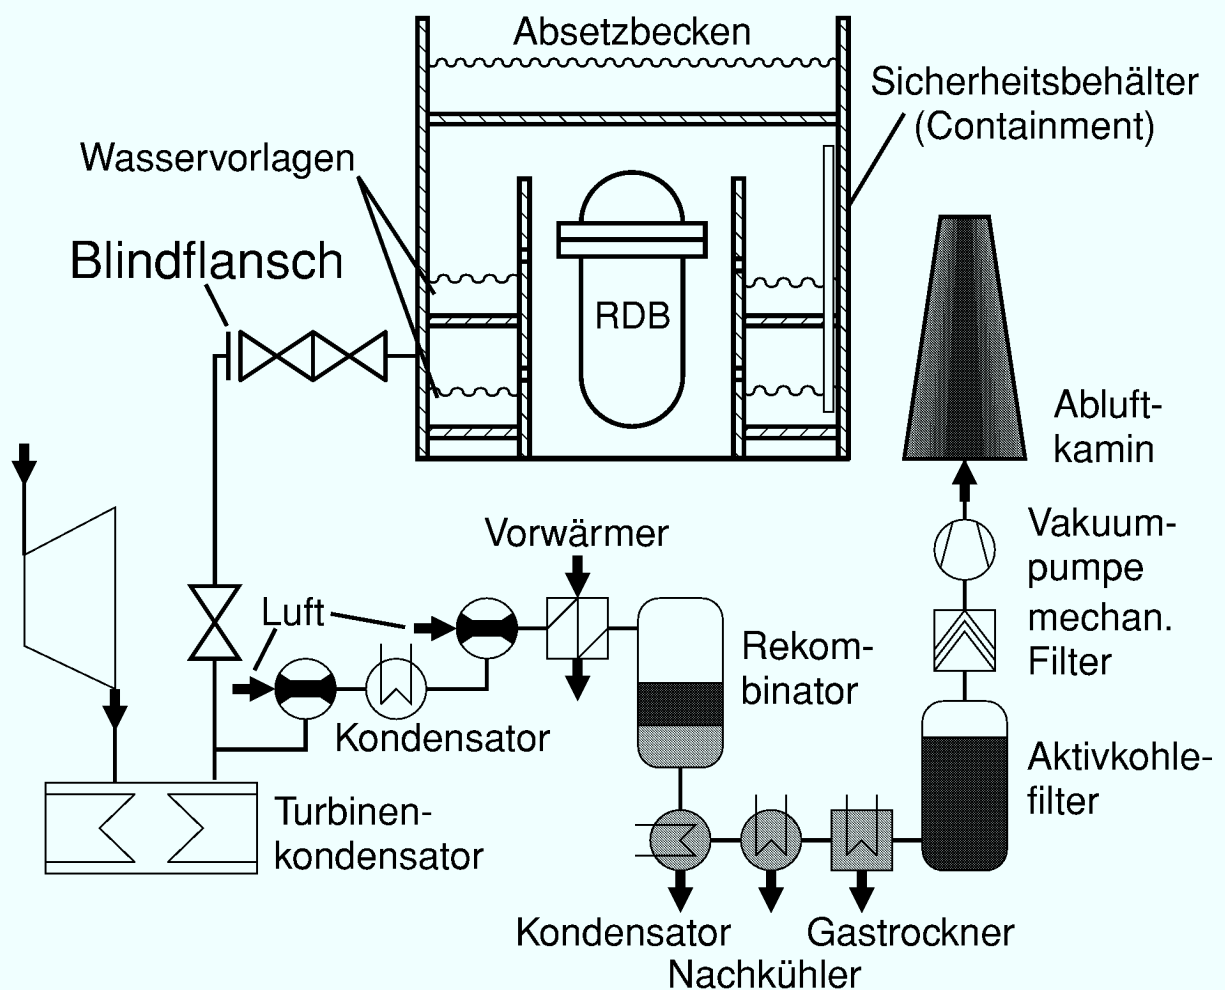 Absetzbecken
Sicherheitsbehälter
(Containment)
Wasservorlagen
Blindflansch
RDB
Abluft-
kamin
Vorwärmer
Vakuum-
pumpe
Luft
mechan.
Filter
Rekom-
binator
Kondensator
Aktivkohle-
filter
Turbinen-
kondensator
Kondensator
Gastrockner
Nachkühler